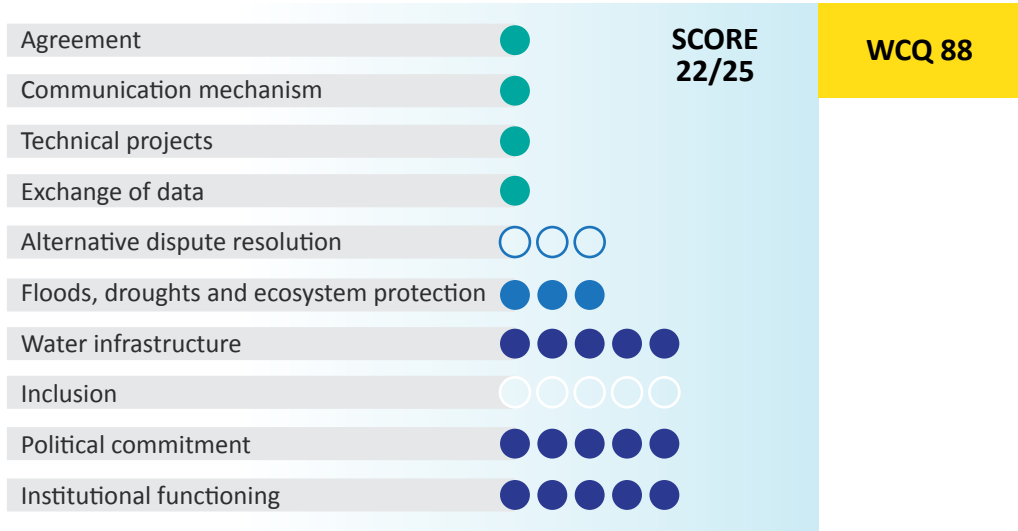 Agreement
SCORE
22/25
WCQ 88
Communication mechanism
Technical projects
Exchange of data
Alternative dispute resolution
Floods, droughts and ecosystem protection
Water infrastructure
Inclusion
Political commitment
Institutional functioning